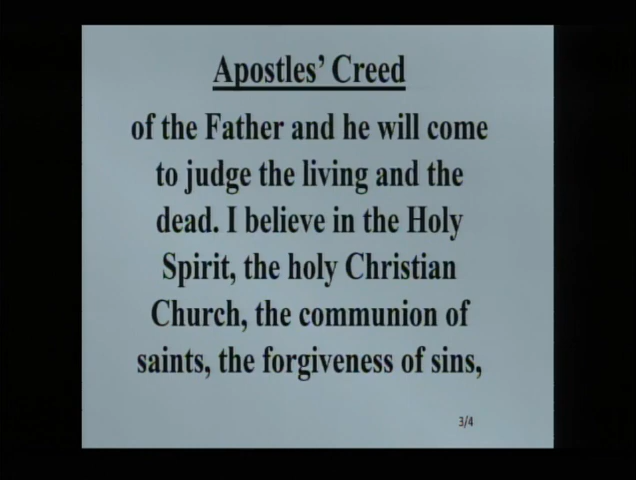 Apostles’ Creed
of the Father and he will come
to judge the living and the
dead. I believe in the Holy
Spirit, the holy Christian
Church, the communion of
saints, the forgiveness of sins,
3/4